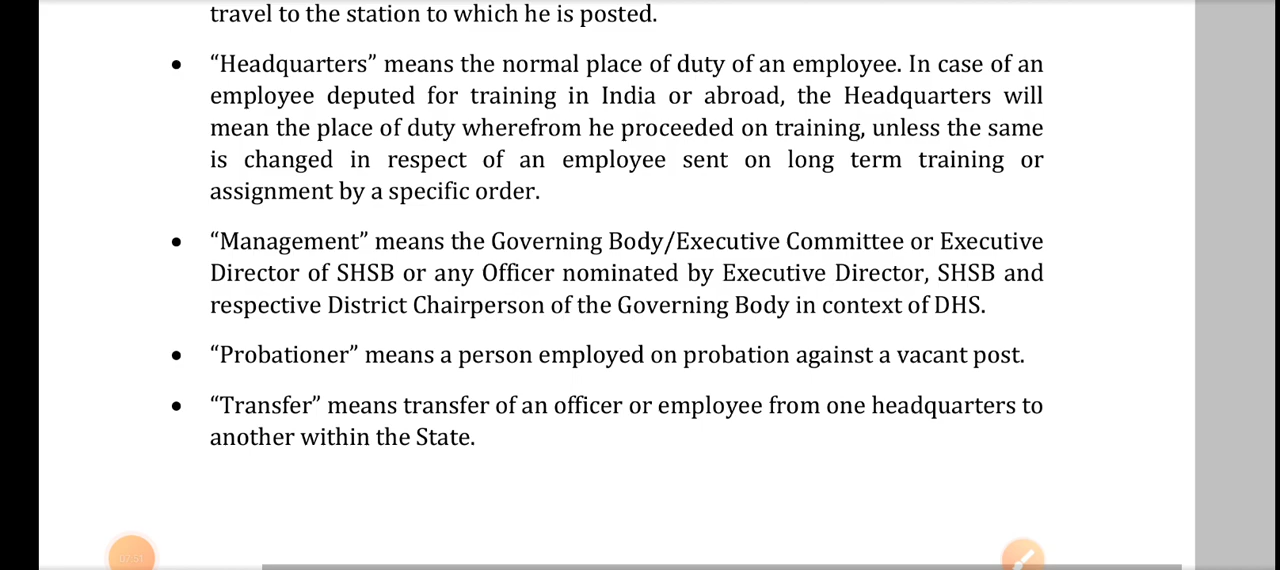 travel to the station to which he is posted.
• “Headquarters” means the normal place of duty of an employee. In case of an
employee deputed for training in India or abroad, the Headquarters will
mean the place of duty wherefrom he proceeded on training, unless the same
is changed in respect of an employee sent on long term training or
assignment by a specific order.
• “Management” means the Governing Body/Executive Committee or Executive
Director of SHSB or any Officer nominated by Executive Director, SHSB and
respective District Chairperson of the Governing Body in context of DHS.
• “Probationer” means a person employed on probation against a vacant post.
• “Transfer” means transfer of an officer or employee from one headquarters to
another within the State.